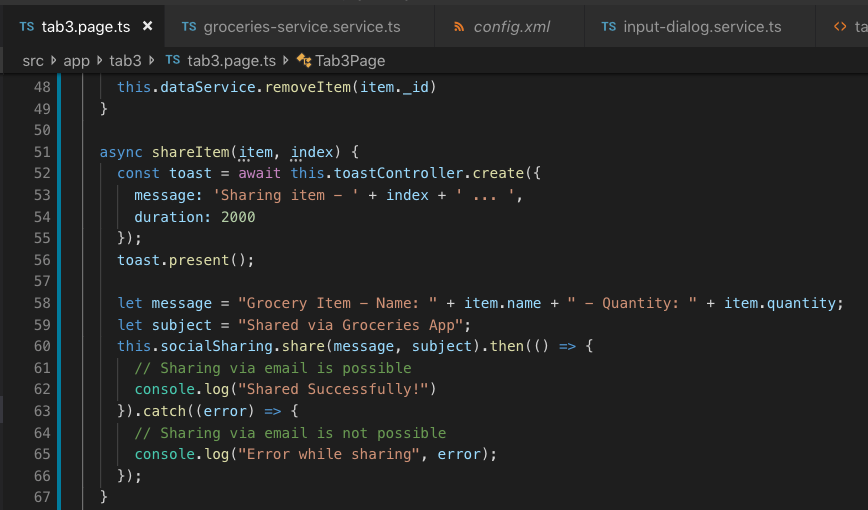 TS tab3.page.ts × TS groceries-service.service.ts config.xml TS input-dialog.service.ts <> ta
src > app > tab3 > TS tab3.page.ts > Tab3Page
48 this.dataService.removeItem(item._id)
49 }
50
51 async shareItem(item, index) {
52 const toast = await this.toastController.create({
53 message: 'Sharing item - ' + index + ' ... ',
54 duration: 2000
55 });
56 toast.present();
57
58 let message = "Grocery Item - Name: " + item.name + " - Quantity: " + item.quantity;
59 let subject = "Shared via Groceries App";
60 this.socialSharing.share(message, subject).then(() => {
61 // Sharing via email is possible
62 console.log("Shared Successfully!")
63 }).catch((error) => {
64 // Sharing via email is not possible
65 console.log("Error while sharing", error);
66 });
67 }